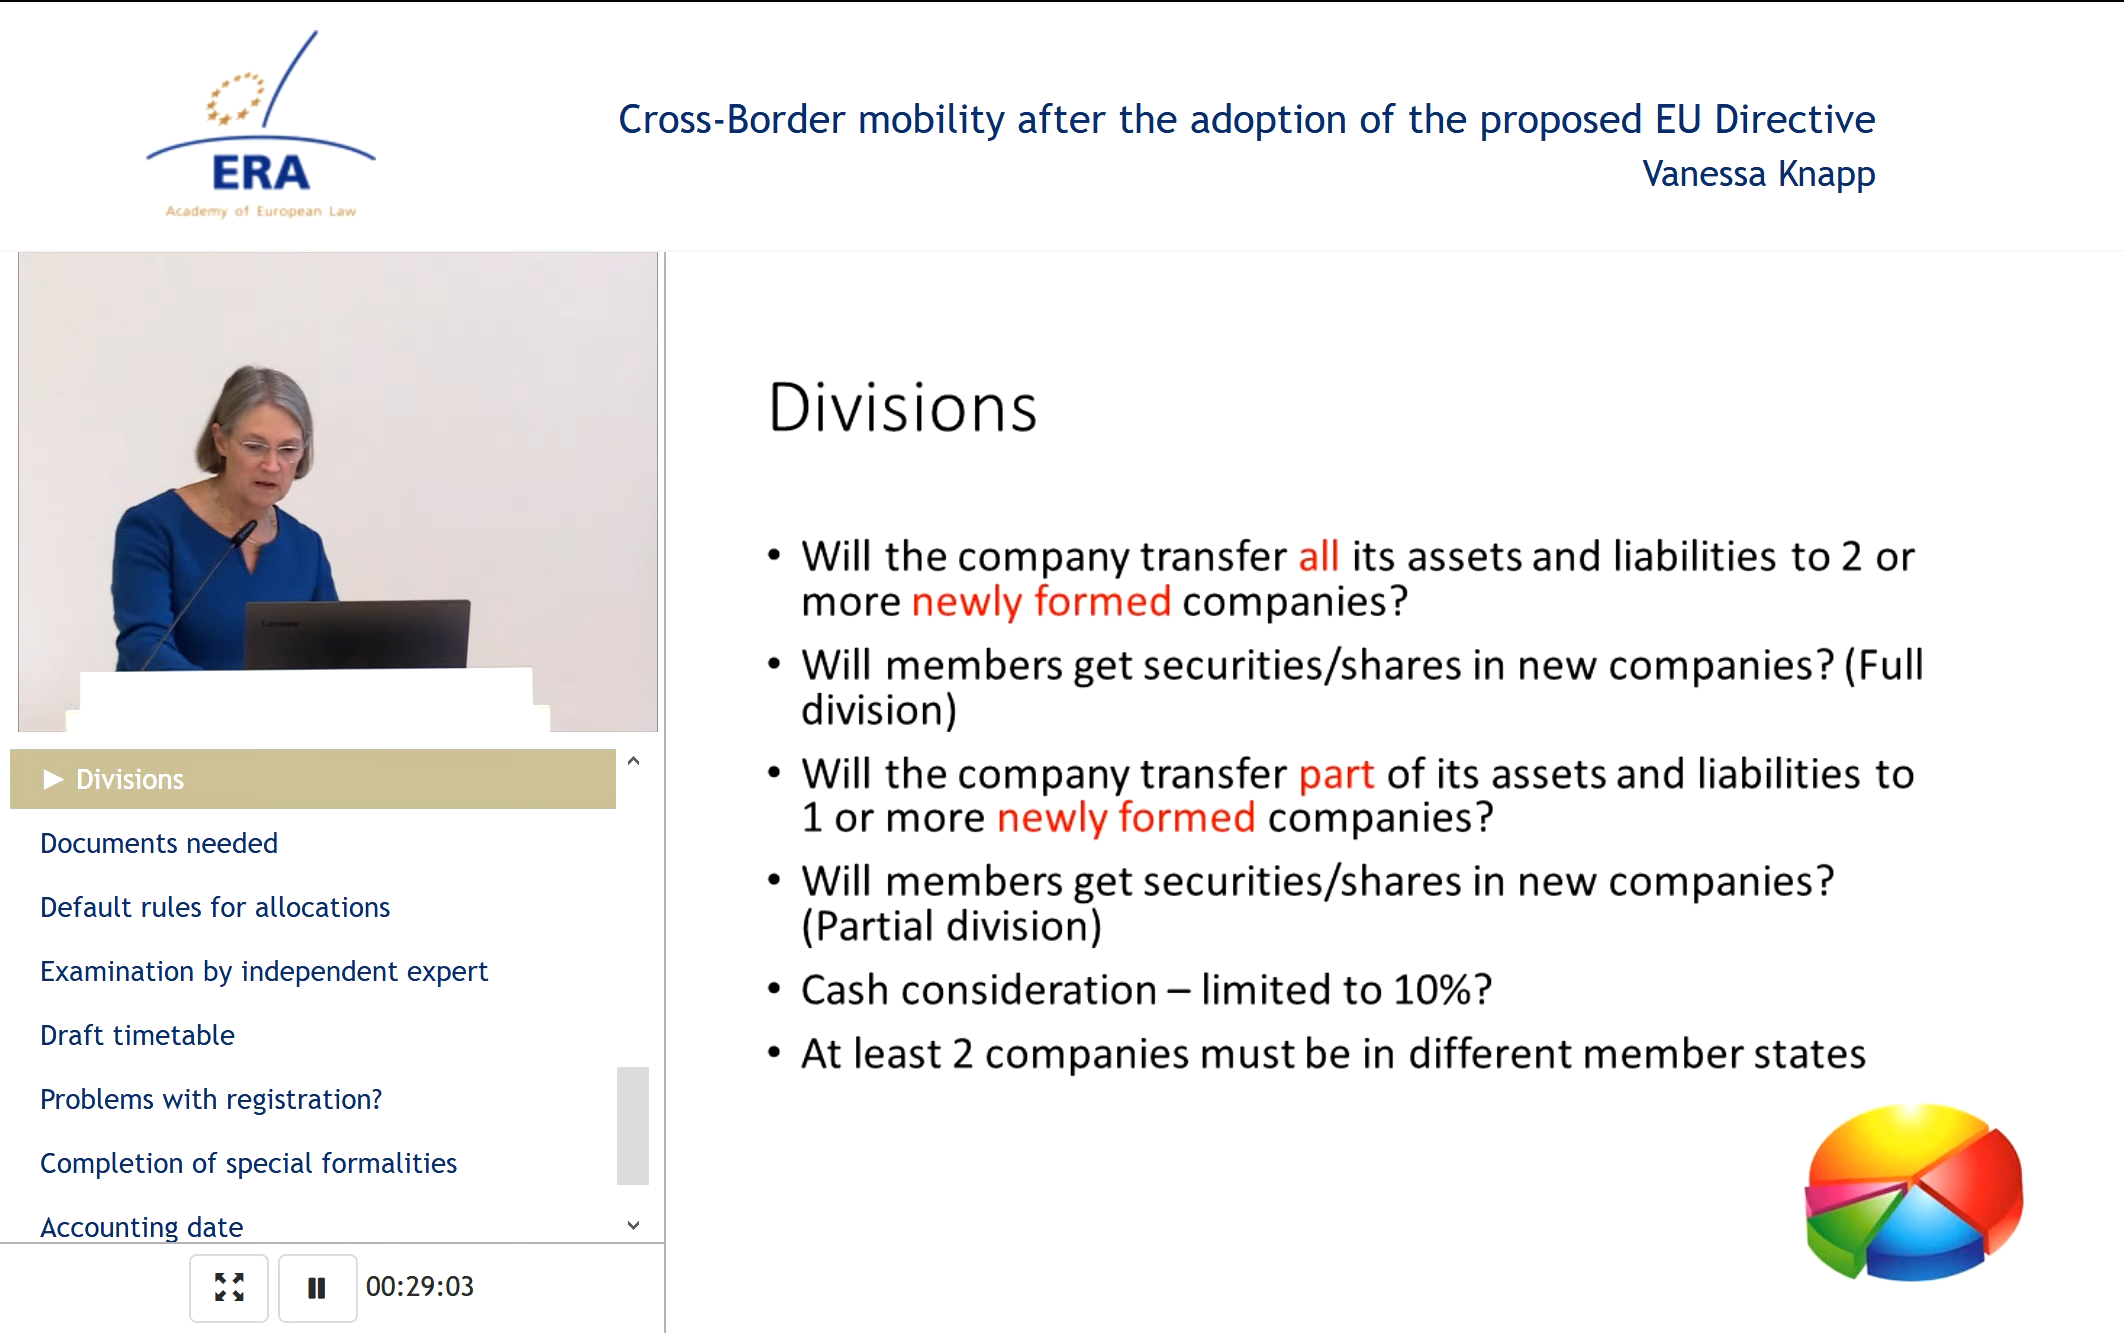 ERA
Academy of European Law
Cross-Border mobility after the adoption of the proposed EU Directive
Vanessa Knapp
Lenovo
Divisions
• Will the company transfer all its assets and liabilities to 2 or
more newly formed companies?
• Will members get securities/shares in new companies? (Full
division)
• Will the company transfer part of its assets and liabilities to
1 or more newly formed companies?
• Will members get securities/shares in new companies?
(Partial division)
• Cash consideration – limited to 10%?
• At least 2 companies must be in different member states
Divisions
Documents needed
Default rules for allocations
Examination by independent expert
Draft timetable
Problems with registration?
Completion of special formalities
Accounting date
00:29:03